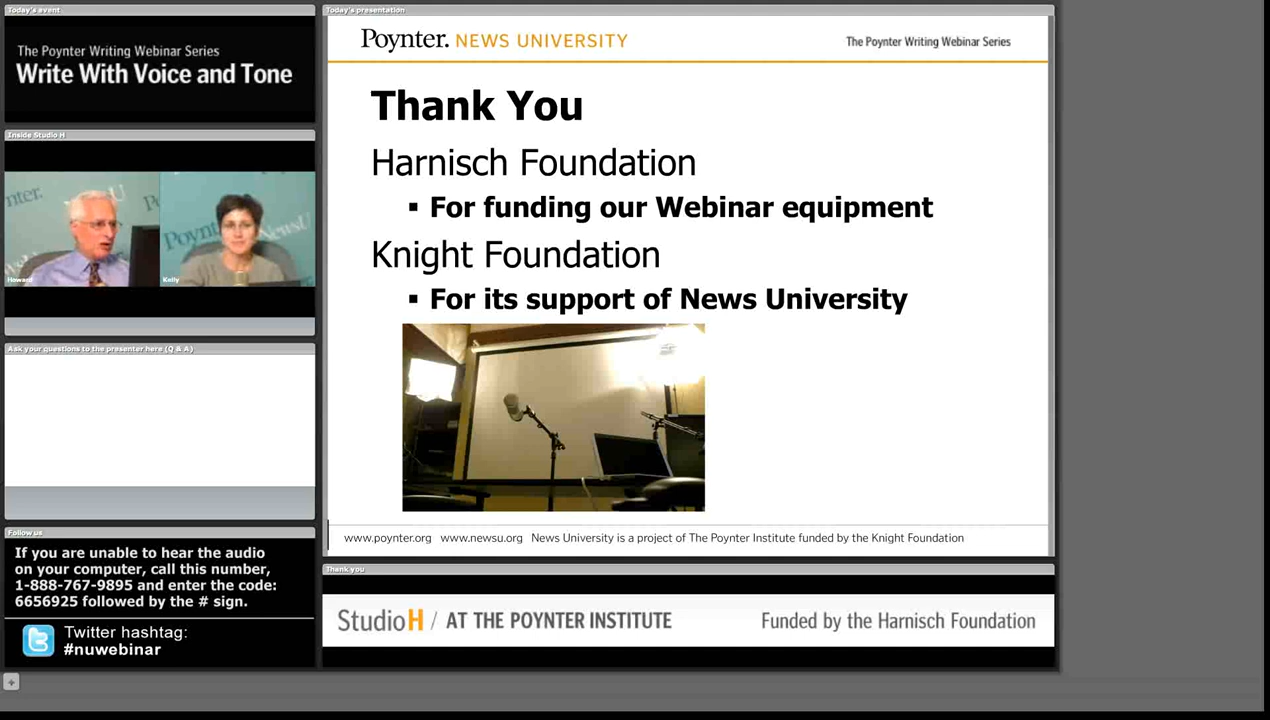 Today's event
The Poynter Writing Webinar Series
Write With Voice and Tone
Inside Studio H
Howard
Kelly
Ask your questions to the presenter here (Q & A)
Follow us
If you are unable to hear the audio
on your computer, call this number,
1-888-767-9895 and enter the code:
6656925 followed by the # sign.
Twitter hashtag:
#nuwebinar
Today's presentation
Poynter. NEWS UNIVERSITY
The Poynter Writing Webinar Series
Thank You
Harnisch Foundation
▪ For funding our Webinar equipment
Knight Foundation
▪ For its support of News University
www.poynter.org www.newsu.org News University is a project of The Poynter Institute funded by the Knight Foundation
Thank you
StudioH / AT THE POYNTER INSTITUTE
Funded by the Harnisch Foundation